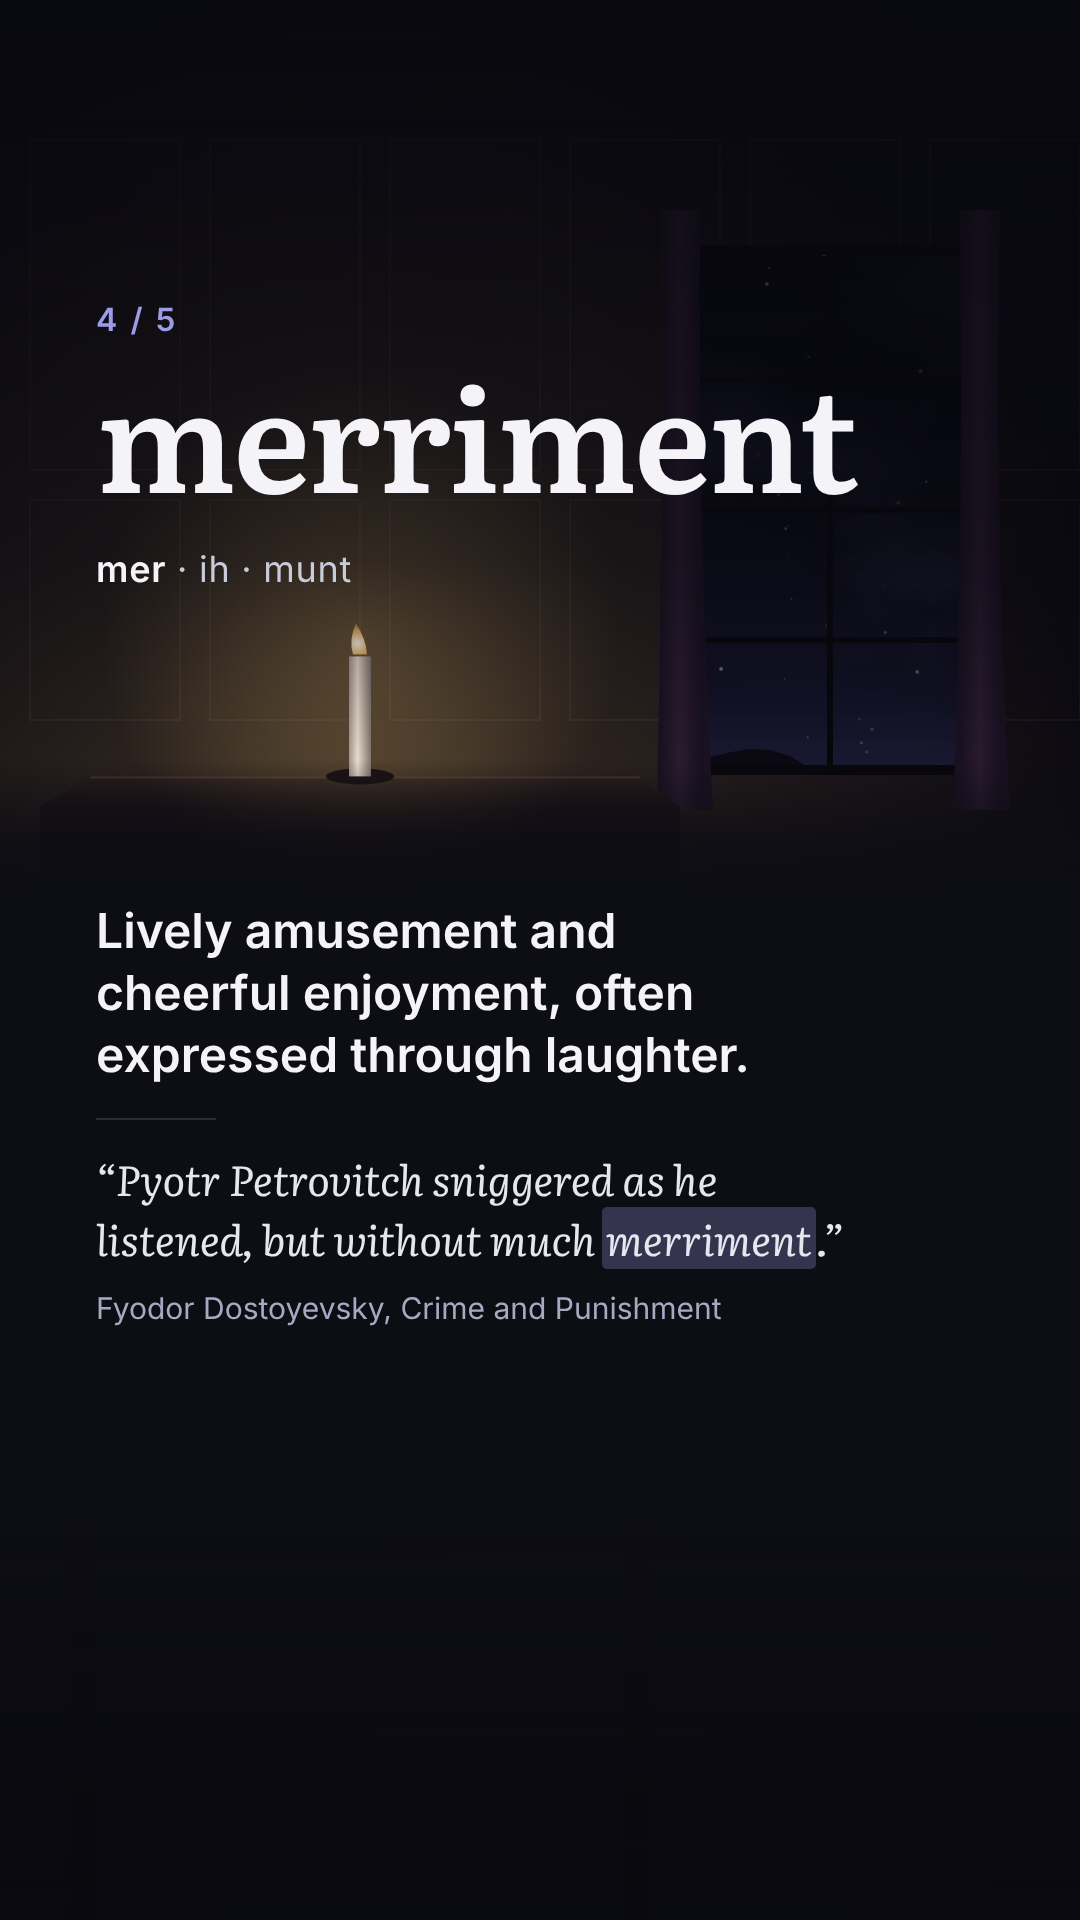 4 / 5
merriment
mer · ih · munt
Lively amusement and
cheerful enjoyment, often
expressed through laughter.
“Pyotr Petrovitch sniggered as he
listened, but without much merriment.”
Fyodor Dostoyevsky, Crime and Punishment